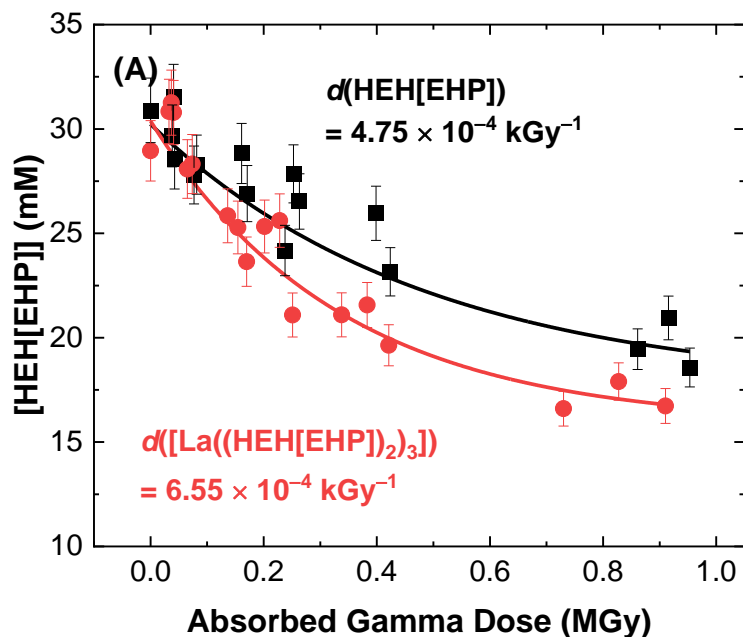 (A)
d(HEH[EHP])
= 4.75 × 10⁻⁴ kGy⁻¹
d([La((HEH[EHP])₂)₃])
= 6.55 × 10⁻⁴ kGy⁻¹
[HEH[EHP]] (mM)
35
30
25
20
15
10
0.0 0.2 0.4 0.6 0.8 1.0
Absorbed Gamma Dose (MGy)